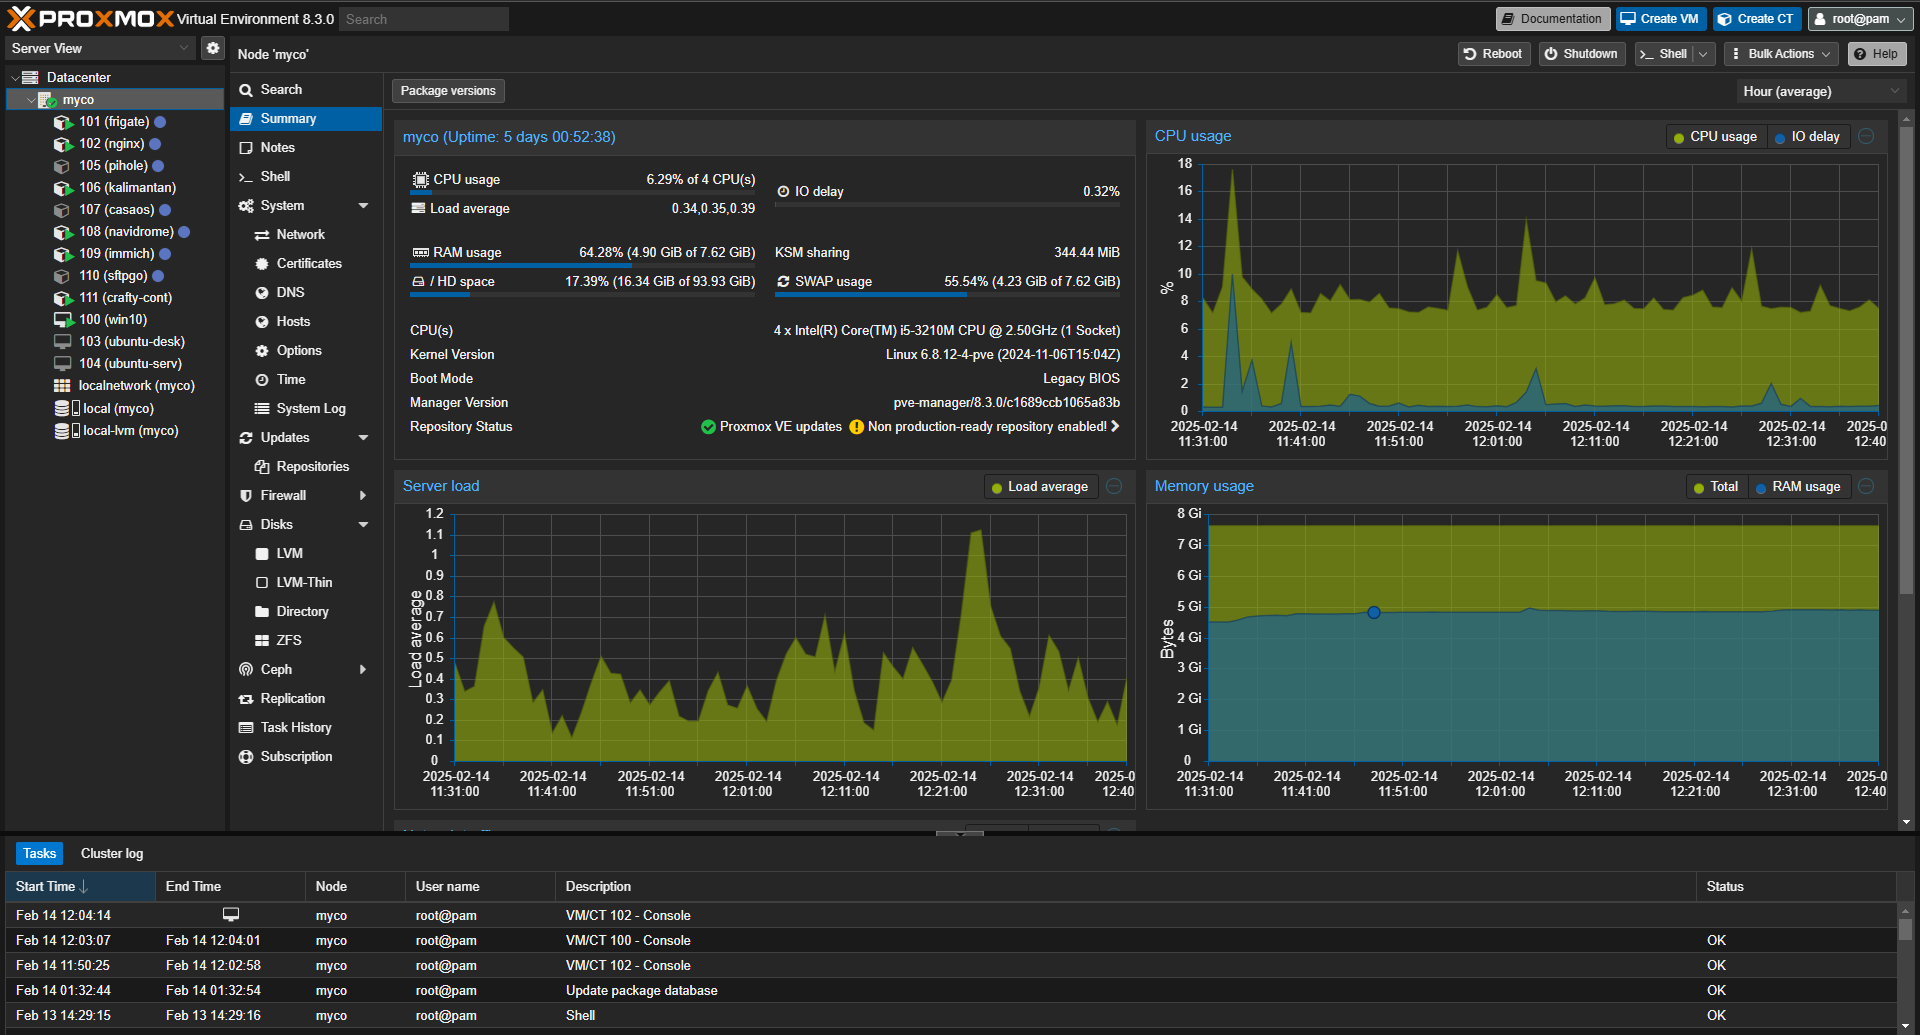 PROXMOX Virtual Environment 8.3.0 Search Documentation Create VM Create CT root@pam
Server View
Node 'myco' Reboot Shutdown Shell Bulk Actions Help
Datacenter
myco
101 (frigate)
102 (nginx)
105 (pihole)
106 (kalimantan)
107 (casaos)
108 (navidrome)
109 (immich)
110 (sftpgo)
111 (crafty-cont)
100 (win10)
103 (ubuntu-desk)
104 (ubuntu-serv)
localnetwork (myco)
local (myco)
local-lvm (myco)
Search
Summary
Notes
Shell
System
Network
Certificates
DNS
Hosts
Options
Time
System Log
Updates
Repositories
Firewall
Disks
LVM
LVM-Thin
Directory
ZFS
Ceph
Replication
Task History
Subscription
Package versions Hour (average)
myco (Uptime: 5 days 00:52:38)
CPU usage 6.29% of 4 CPU(s)
IO delay 0.32%
Load average 0.34,0.35,0.39
RAM usage 64.28% (4.90 GiB of 7.62 GiB)
KSM sharing 344.44 MiB
/ HD space 17.39% (16.34 GiB of 93.93 GiB)
SWAP usage 55.54% (4.23 GiB of 7.62 GiB)
CPU(s) 4 x Intel(R) Core(TM) i5-3210M CPU @ 2.50GHz (1 Socket)
Kernel Version Linux 6.8.12-4-pve (2024-11-06T15:04Z)
Boot Mode Legacy BIOS
Manager Version pve-manager/8.3.0/c1689ccb1065a83b
Repository Status Proxmox VE updates Non production-ready repository enabled!
CPU usage CPU usage IO delay
18
16
14
12
10
%
8
6
4
2
0
2025-02-14 2025-02-14 2025-02-14 2025-02-14 2025-02-14 2025-02-14 2025-02-14 2025-0
11:31:00 11:41:00 11:51:00 12:01:00 12:11:00 12:21:00 12:31:00 12:40
Server load Load average
1.2
1.1
1
0.9
0.8
0.7
0.6
0.5
0.4
0.3
0.2
0.1
0
Load average
2025-02-14 2025-02-14 2025-02-14 2025-02-14 2025-02-14 2025-02-14 2025-02-14 2025-0
11:31:00 11:41:00 11:51:00 12:01:00 12:11:00 12:21:00 12:31:00 12:40
Memory usage Total RAM usage
8 Gi
7 Gi
6 Gi
5 Gi
4 Gi
3 Gi
2 Gi
1 Gi
0
Bytes
2025-02-14 2025-02-14 2025-02-14 2025-02-14 2025-02-14 2025-02-14 2025-02-14 2025-0
11:31:00 11:41:00 11:51:00 12:01:00 12:11:00 12:21:00 12:31:00 12:40
Tasks Cluster log
Start Time End Time Node User name Description Status
Feb 14 12:04:14 myco root@pam VM/CT 102 - Console
Feb 14 12:03:07 Feb 14 12:04:01 myco root@pam VM/CT 100 - Console OK
Feb 14 11:50:25 Feb 14 12:02:58 myco root@pam VM/CT 102 - Console OK
Feb 14 01:32:44 Feb 14 01:32:54 myco root@pam Update package database OK
Feb 13 14:29:15 Feb 13 14:29:16 myco root@pam Shell OK